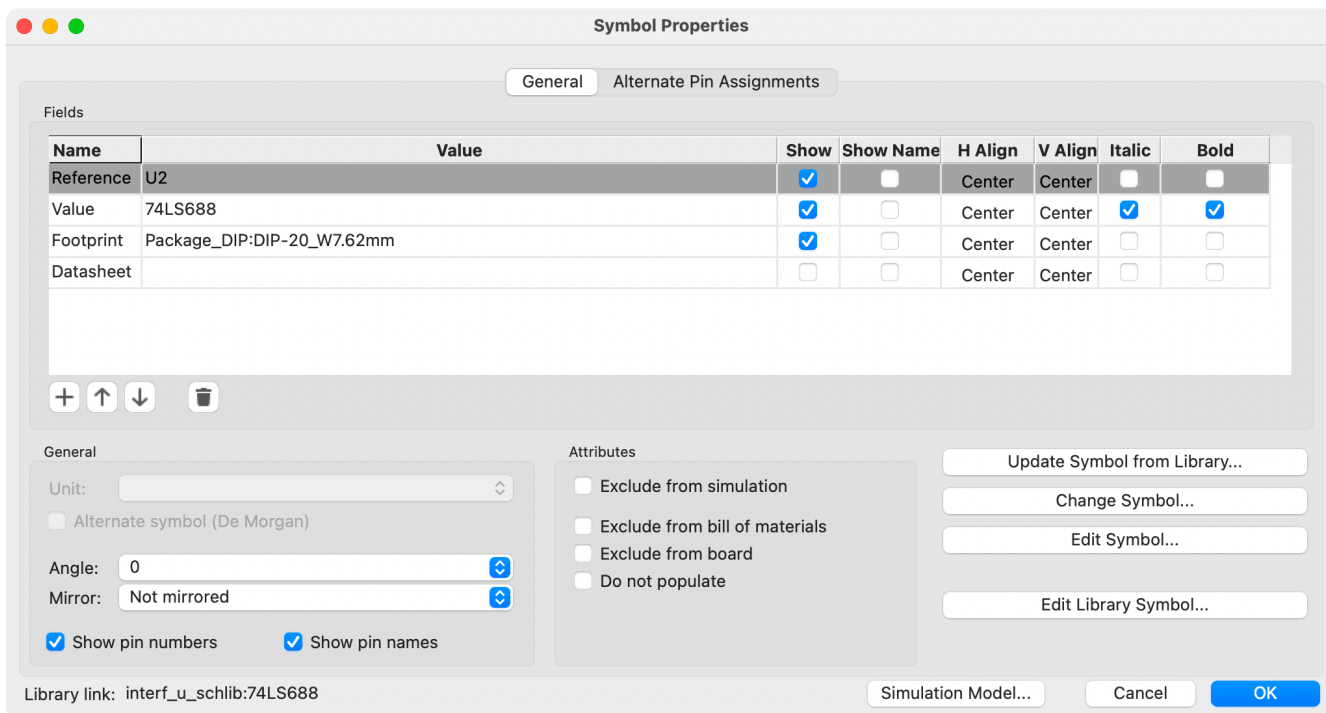 Symbol Properties
General Alternate Pin Assignments
Fields
Name Value Show Show Name H Align V Align Italic Bold
Reference U2 Center Center
Value 74LS688 Center Center
Footprint Package_DIP:DIP-20_W7.62mm Center Center
Datasheet Center Center
General
Unit:
Alternate symbol (De Morgan)
Angle: 0
Mirror: Not mirrored
Show pin numbers Show pin names
Attributes
Exclude from simulation
Exclude from bill of materials
Exclude from board
Do not populate
Update Symbol from Library...
Change Symbol...
Edit Symbol...
Edit Library Symbol...
Library link: interf_u_schlib:74LS688
Simulation Model... Cancel OK